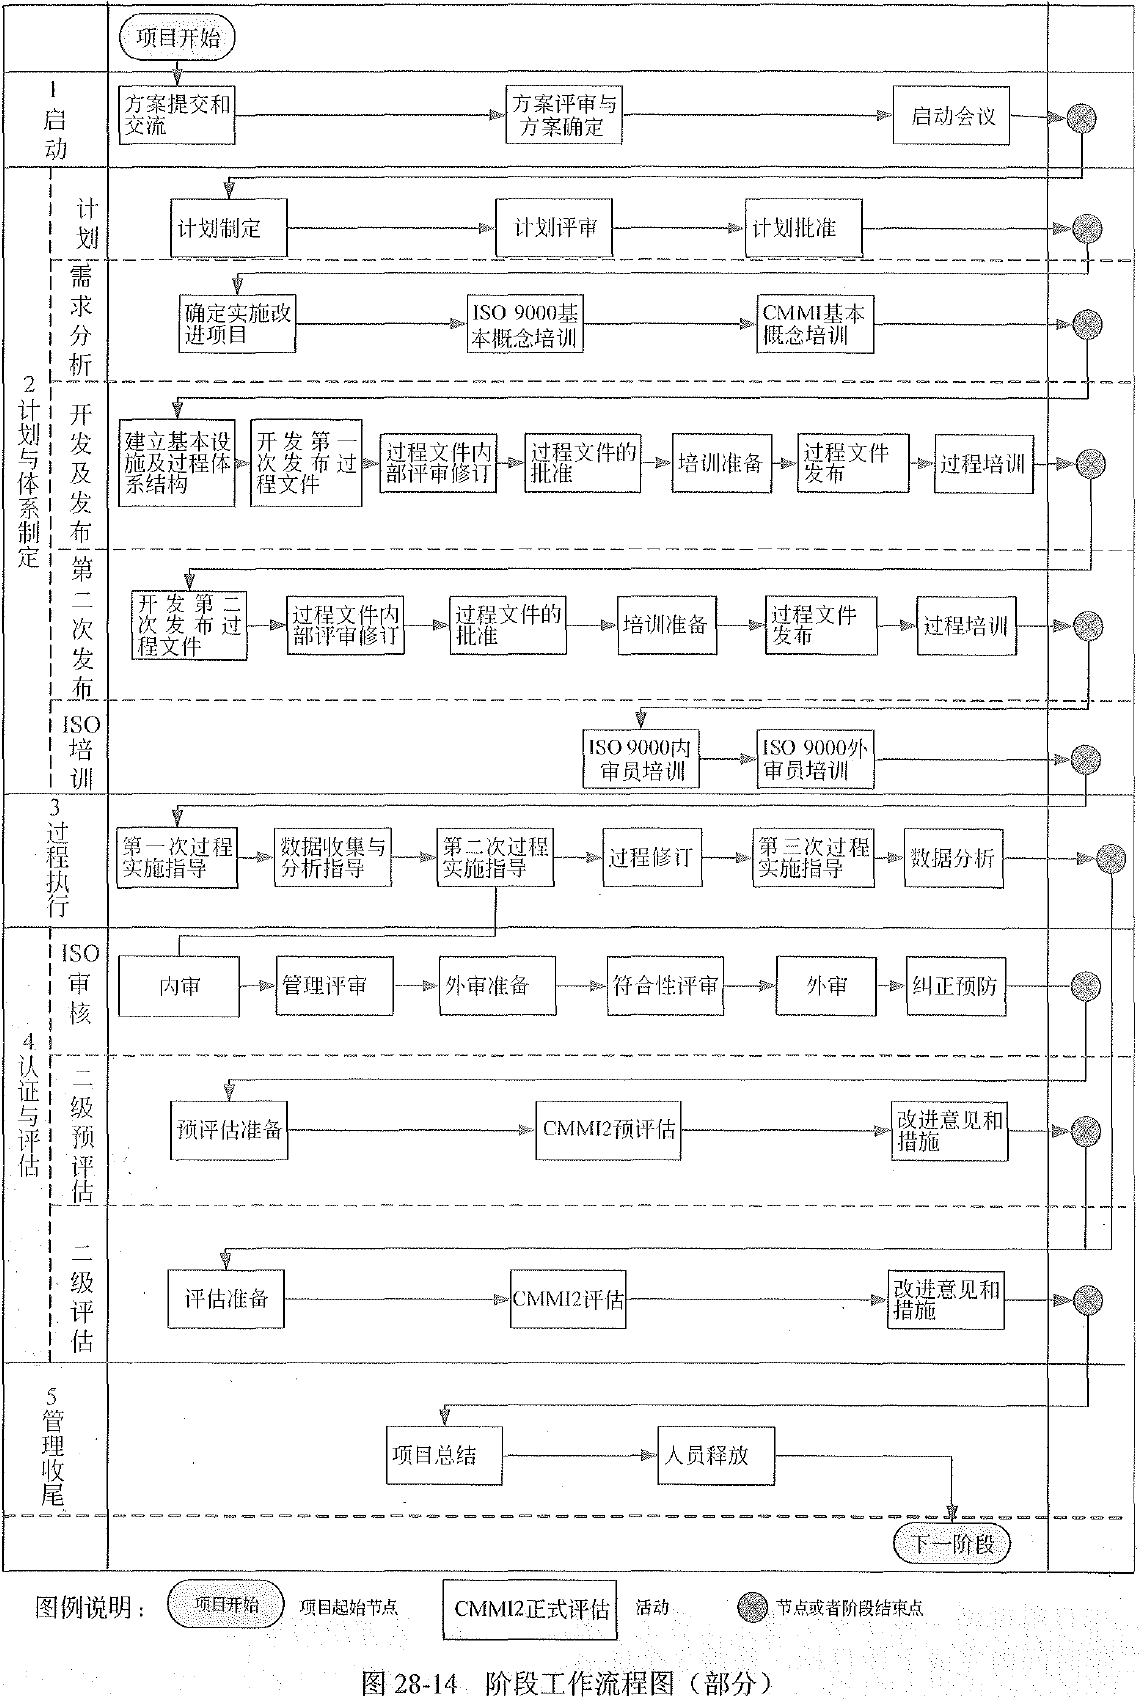 项目开始
1
启
动
方案提交和
交流
方案评审与
方案确定
启动会议
2
计
划
与
体
系
制
定
计
划
计划制定
计划评审
计划批准
需
求
分
析
确定实施改
进项目
ISO 9000基
本概念培训
CMMI基本
概念培训
开
发
及
发
布
建立基本设
施及过程体
系结构
开发第一
次发布过
程文件
过程文件内
部评审修订
过程文件的
批准
培训准备
过程文件
发布
过程培训
第
二
次
发
布
开发第二
次发布过
程文件
过程文件内
部评审修订
过程文件的
批准
培训准备
过程文件
发布
过程培训
ISO
培
训
ISO 9000内
审员培训
ISO 9000外
审员培训
3
过
程
执
行
第一次过程
实施指导
数据收集与
分析指导
第二次过程
实施指导
过程修订
第三次过程
实施指导
数据分析
4
认
证
与
评
估
ISO
审
核
内审
管理评审
外审准备
符合性评审
外审
纠正预防
二
级
预
评
估
预评估准备
CMMI2预评估
改进意见和
措施
二
级
评
估
评估准备
CMMI2评估
改进意见和
措施
5
管
理
收
尾
项目总结
人员释放
下一阶段
图例说明：
项目开始
项目起始节点
CMMI2正式评估
活动
节点或者阶段结束点
图 28-14 阶段工作流程图（部分）